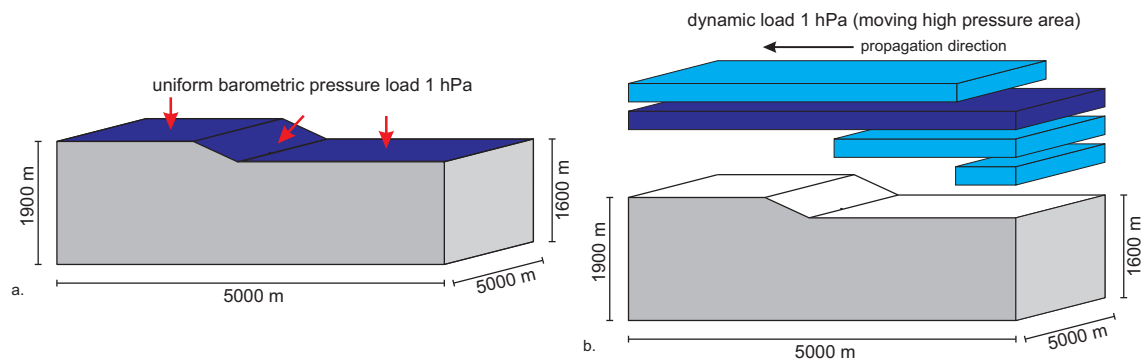 uniform barometric pressure load 1 hPa
1900 m
1600 m
5000 m
5000 m
a.
dynamic load 1 hPa (moving high pressure area)
propagation direction
1900 m
1600 m
5000 m
5000 m
b.